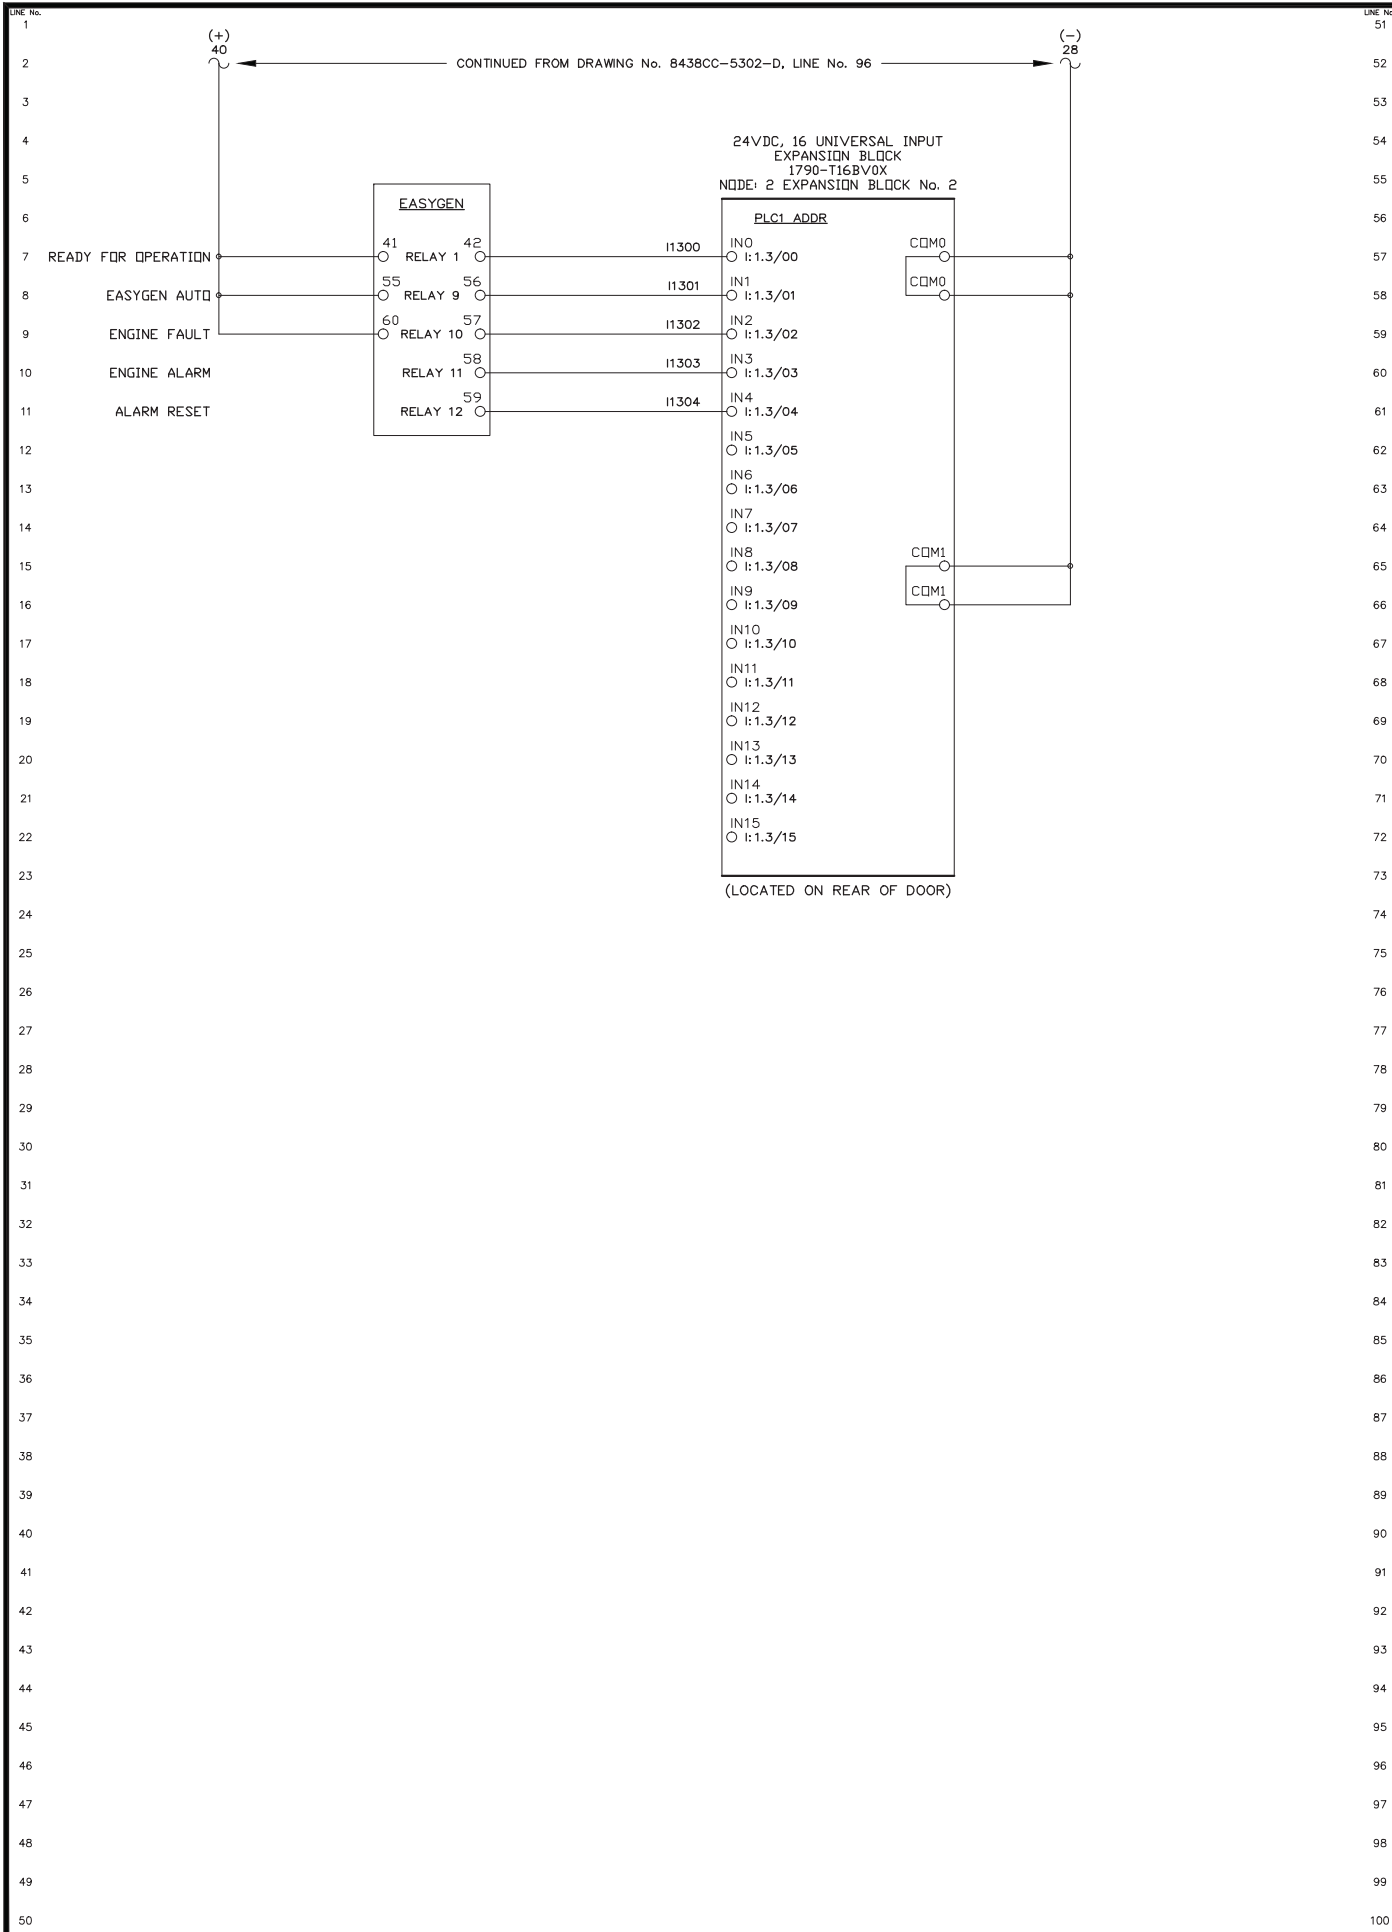 LINE No.
LINE No.
1
51
(+)
(-)
40
28
2
CONTINUED FROM DRAWING No. 8438CC-5302-D, LINE No. 96
52
3
53
4
24VDC, 16 UNIVERSAL INPUT
54
EXPANSION BLOCK
1790-T16BV0X
5
NODE: 2 EXPANSION BLOCK No. 2
55
EASYGEN
6
PLC1 ADDR
56
41
42
I1300
IN0
COM0
7
READY FOR OPERATION
RELAY 1
I:1.3/00
57
55
56
I1301
IN1
COM0
8
EASYGEN AUTO
RELAY 9
I:1.3/01
58
60
57
I1302
IN2
9
ENGINE FAULT
RELAY 10
I:1.3/02
59
58
I1303
IN3
10
ENGINE ALARM
RELAY 11
I:1.3/03
60
59
I1304
IN4
11
ALARM RESET
RELAY 12
I:1.3/04
61
IN5
12
I:1.3/05
62
IN6
13
I:1.3/06
63
IN7
14
I:1.3/07
64
IN8
COM1
15
I:1.3/08
65
IN9
COM1
16
I:1.3/09
66
IN10
17
I:1.3/10
67
IN11
18
I:1.3/11
68
IN12
19
I:1.3/12
69
IN13
20
I:1.3/13
70
IN14
21
I:1.3/14
71
IN15
22
I:1.3/15
72
23
73
(LOCATED ON REAR OF DOOR)
24
74
25
75
26
76
27
77
28
78
29
79
30
80
31
81
32
82
33
83
34
84
35
85
36
86
37
87
38
88
39
89
40
90
41
91
42
92
43
93
44
94
45
95
46
96
47
97
48
98
49
99
50
100